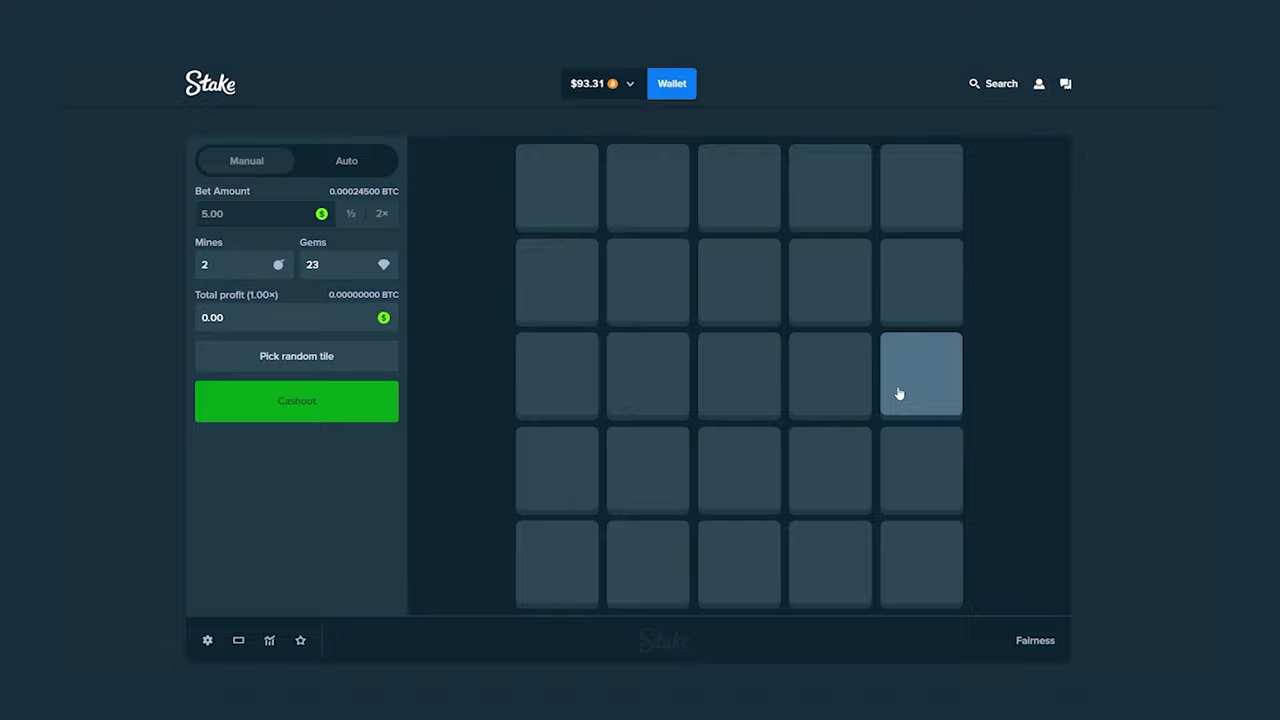 Stake
$93.31
Wallet
Search
Manual
Auto
Bet Amount
0.00024500 BTC
5.00
½
2×
Mines
Gems
2
23
Total profit (1.00×)
0.00000000 BTC
0.00
Pick random tile
Cashout
Stake
Fairness